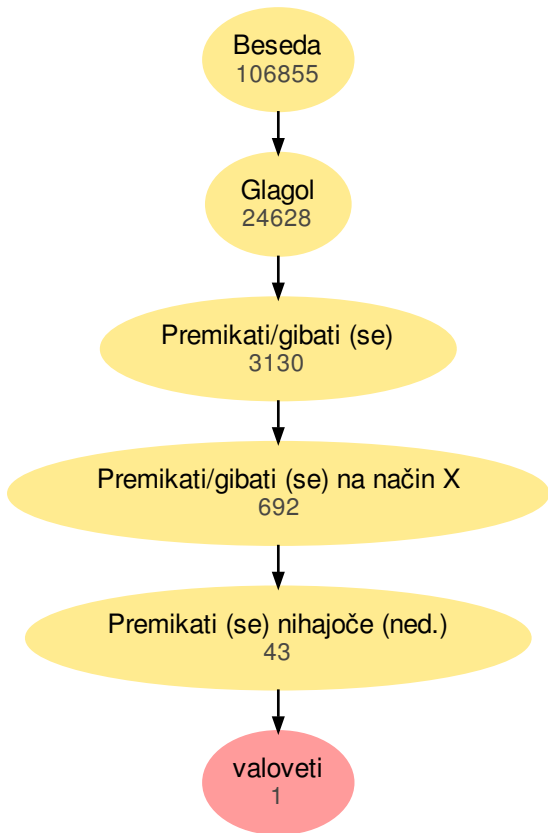 Beseda
106855
Glagol
24628
Premikati/gibati (se)
3130
Premikati/gibati (se) na način X
692
Premikati (se) nihajoče (ned.)
43
valoveti
1